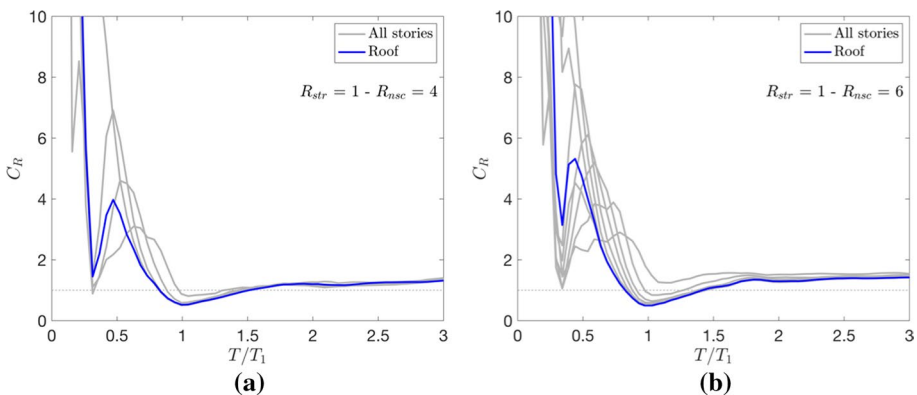 10
8
6
4
2
0
C_R
0
0.5
1
1.5
2
2.5
3
T/T_1
All stories
Roof
R_str = 1 - R_nsc = 4
(a)
10
8
6
4
2
0
C_R
0
0.5
1
1.5
2
2.5
3
T/T_1
All stories
Roof
R_str = 1 - R_nsc = 6
(b)